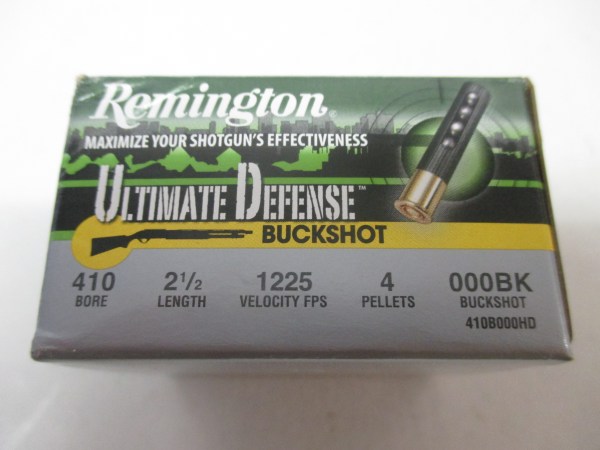 Remington
MAXIMIZE YOUR SHOTGUN'S EFFECTIVENESS
ULTIMATE DEFENSE™
BUCKSHOT
410 2½ 1225 4 000BK
BORE LENGTH VELOCITY FPS PELLETS BUCKSHOT
410B000HD